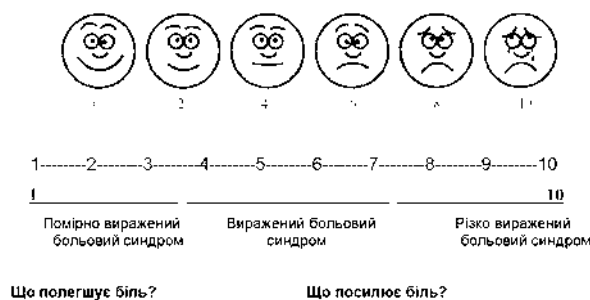 2 4
1--------2--------3--------4--------5--------6--------7--------8--------9--------10
1 10
Помірно виражений Виражений больовий Різко виражений
больовий синдром синдром больовий синдром
Що полегшує біль? Що посилює біль?